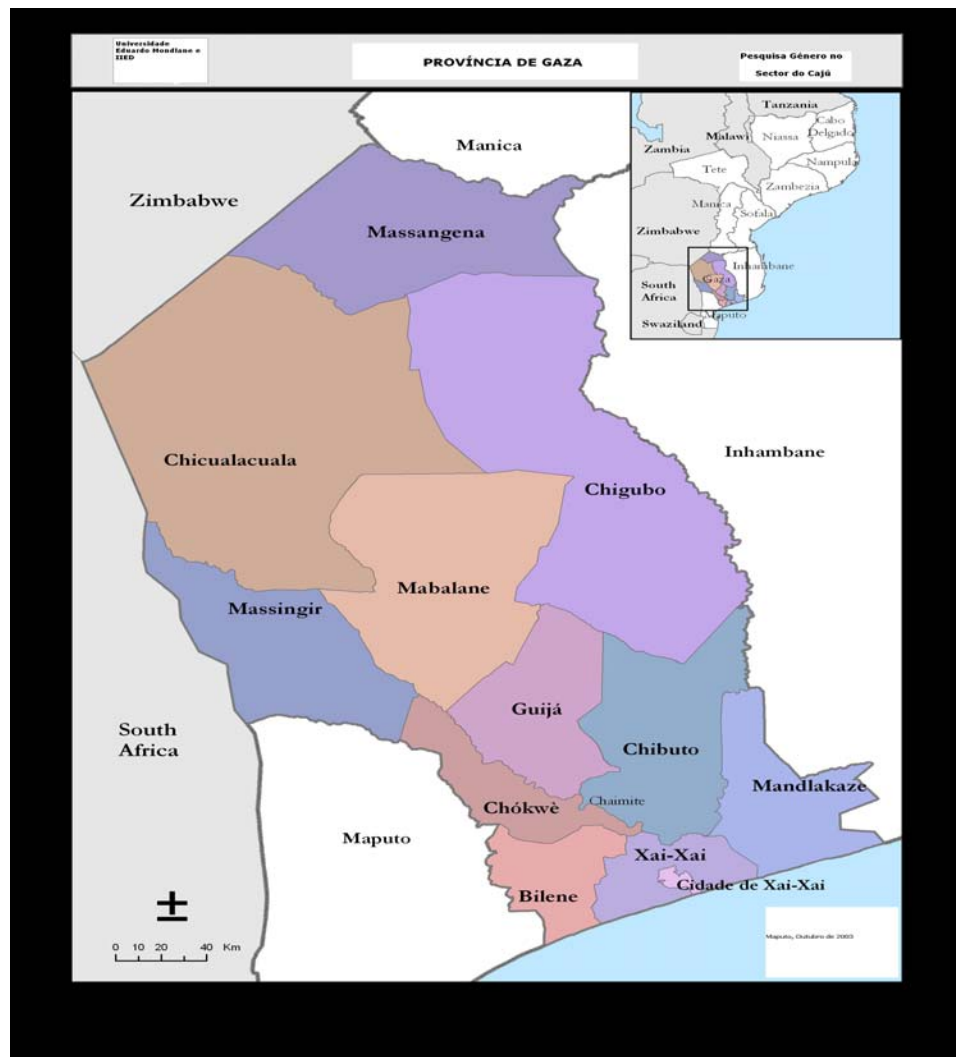 Universidade
Eduardo Mondlane e
IIED
PROVÍNCIA DE GAZA
Pesquisa Género no
Sector do Cajú
Tanzania
Cabo
Delgado
Niassa
Malawi
Zambia
Nampula
Tete
Zambezia
Manica
Sofala
Zimbabwe
Inhambane
Gaza
South
Africa
Maputo
Swaziland
Manica
Zimbabwe
Massangena
Inhambane
Chicualacuala
Chigubo
Mabalane
Massingir
Guijá
South
Africa
Chibuto
Mandlakaze
Chaimite
Chókwè
Maputo
Xai-Xai
Cidade de Xai-Xai
Bilene
±
0 10 20 40 Km
Maputo, Outubro de 2003